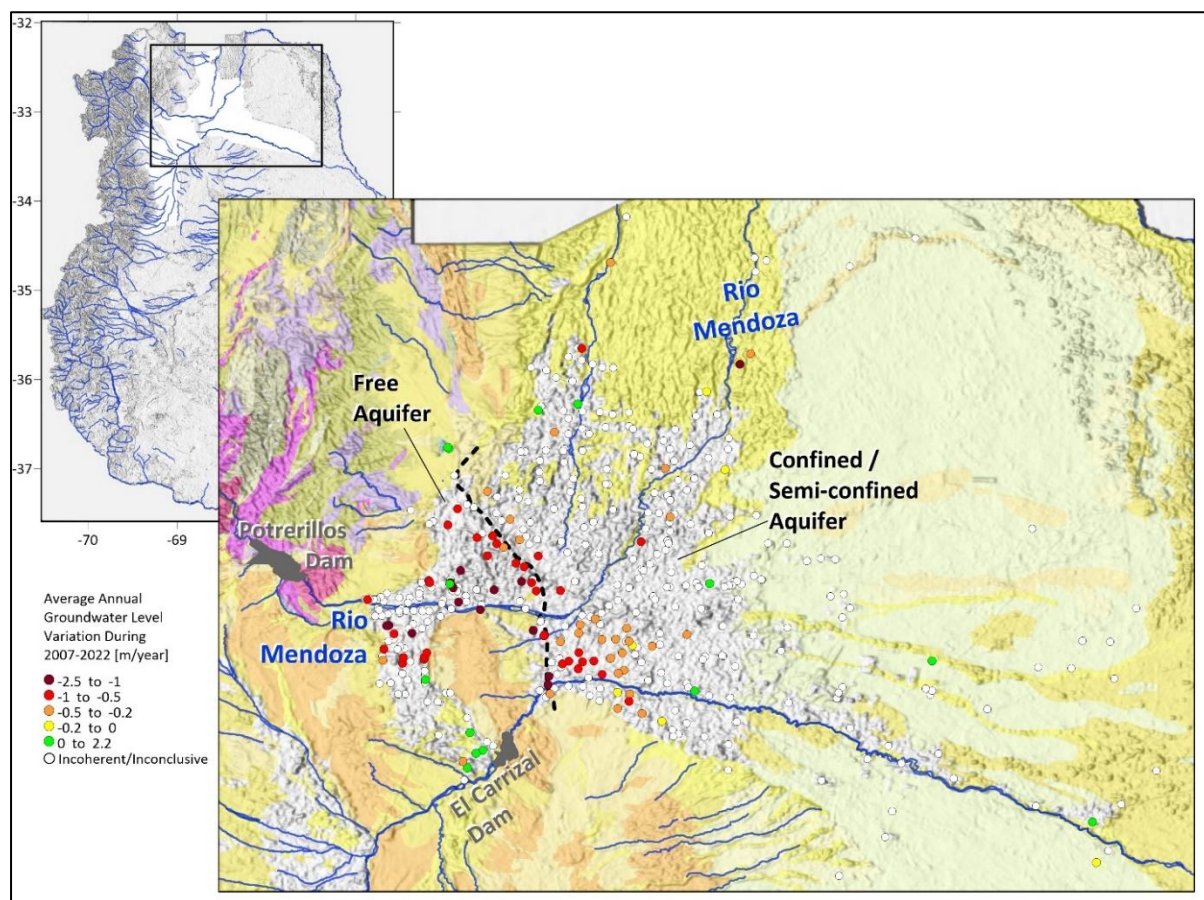 -32
-33
-34
-35
-36
-37
-70
-69
Rio
Mendoza
Free
Aquifer
Confined /
Semi-confined
Aquifer
Potrerillos
Dam
Rio
Mendoza
El Carrizal
Dam
Average Annual
Groundwater Level
Variation During
2007-2022 [m/year]
-2.5 to -1
-1 to -0.5
-0.5 to -0.2
-0.2 to 0
0 to 2.2
Incoherent/Inconclusive